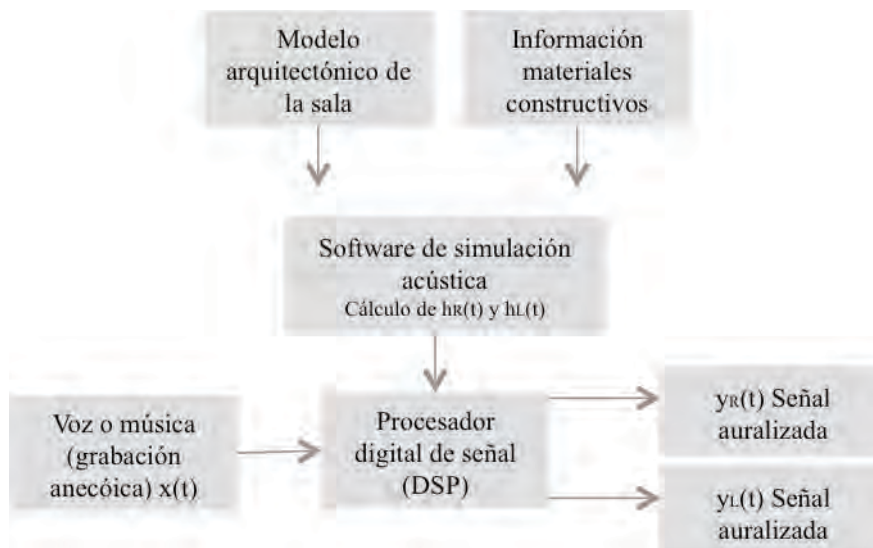 Modelo
arquitectónico de
la sala
Información
materiales
constructivos
Software de simulación
acústica
Cálculo de hR(t) y hL(t)
Voz o música
(grabación
anecóica) x(t)
Procesador
digital de señal
(DSP)
yR(t) Señal
auralizada
yL(t) Señal
auralizada